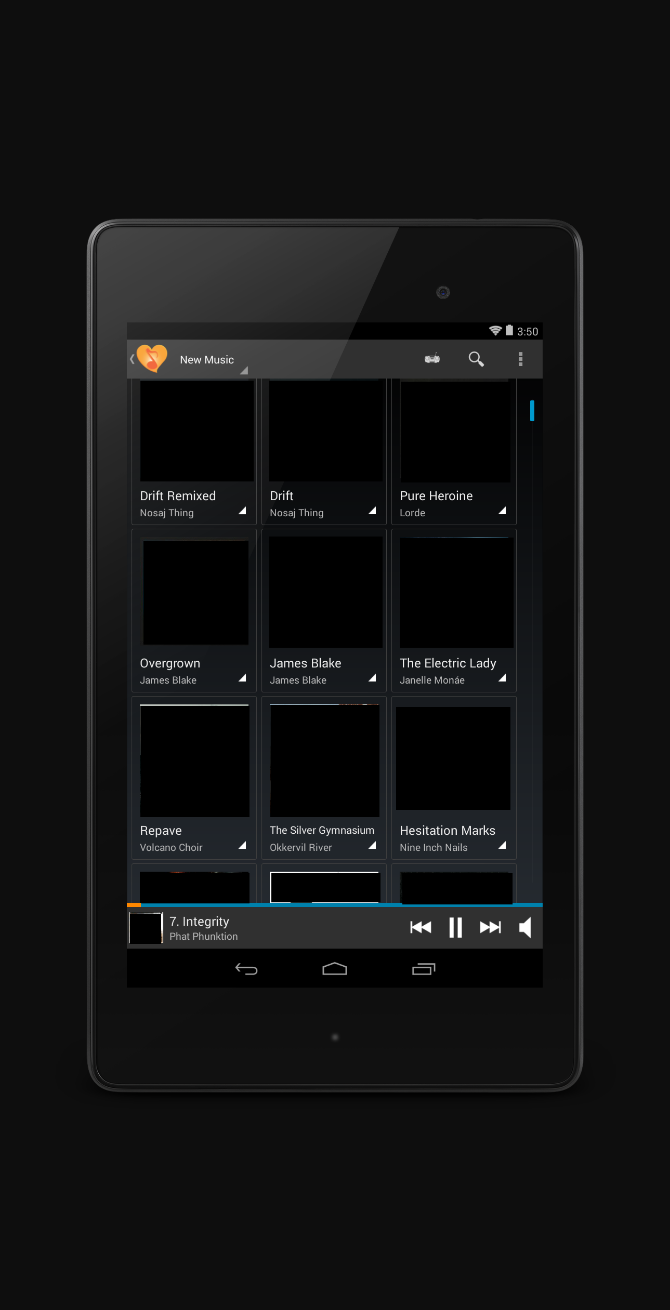 3:50
New Music
Drift Remixed
Nosaj Thing
Drift
Nosaj Thing
Pure Heroine
Lorde
Overgrown
James Blake
James Blake
James Blake
The Electric Lady
Janelle Monáe
Repave
Volcano Choir
The Silver Gymnasium
Okkervil River
Hesitation Marks
Nine Inch Nails
7. Integrity
Phat Phunktion